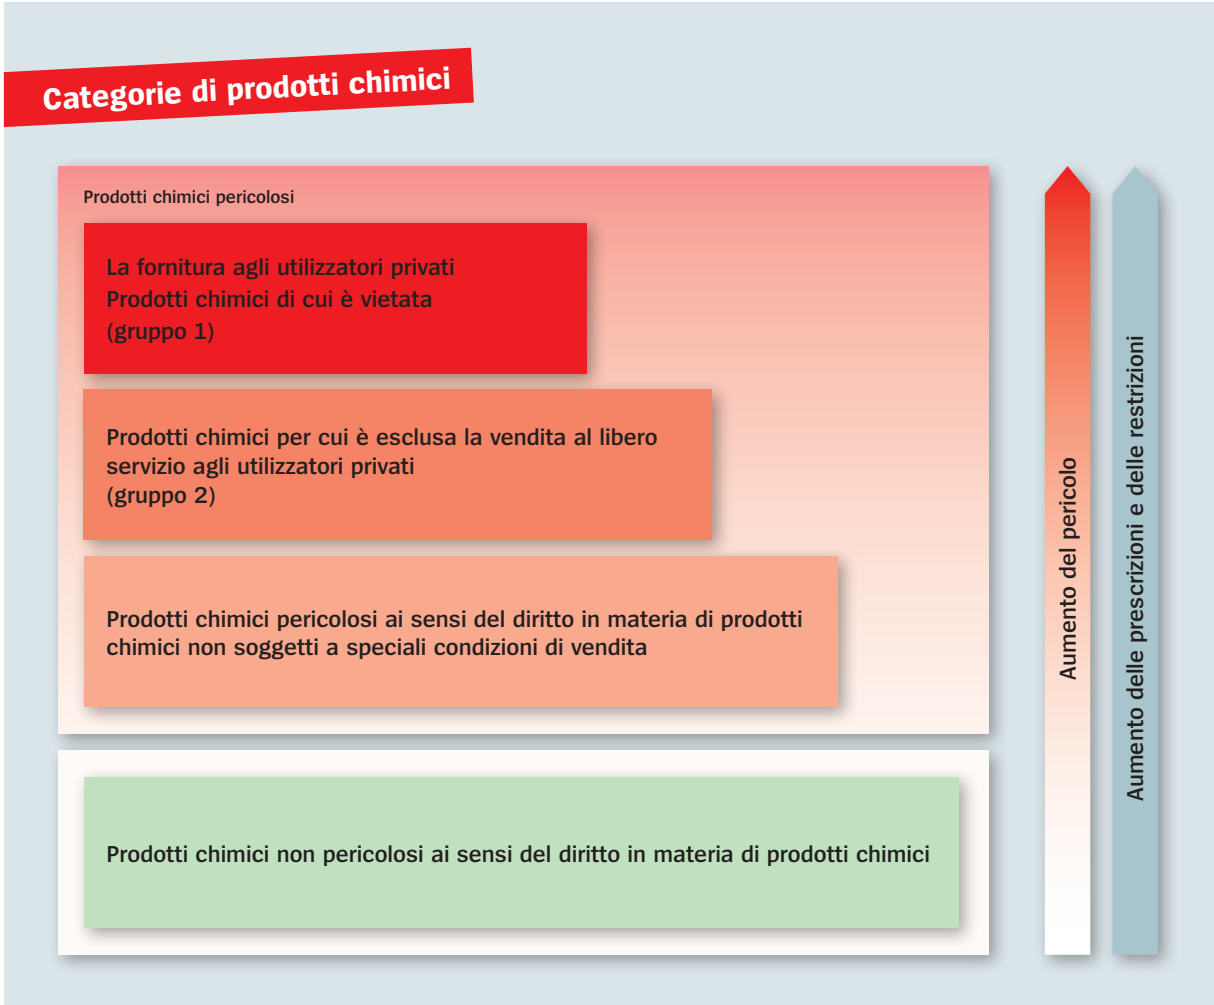 Categorie di prodotti chimici
Prodotti chimici pericolosi
La fornitura agli utilizzatori privati
Prodotti chimici di cui è vietata
(gruppo 1)
Prodotti chimici per cui è esclusa la vendita al libero
servizio agli utilizzatori privati
(gruppo 2)
Prodotti chimici pericolosi ai sensi del diritto in materia di prodotti
chimici non soggetti a speciali condizioni di vendita
Prodotti chimici non pericolosi ai sensi del diritto in materia di prodotti chimici
Aumento del pericolo
Aumento delle prescrizioni e delle restrizioni